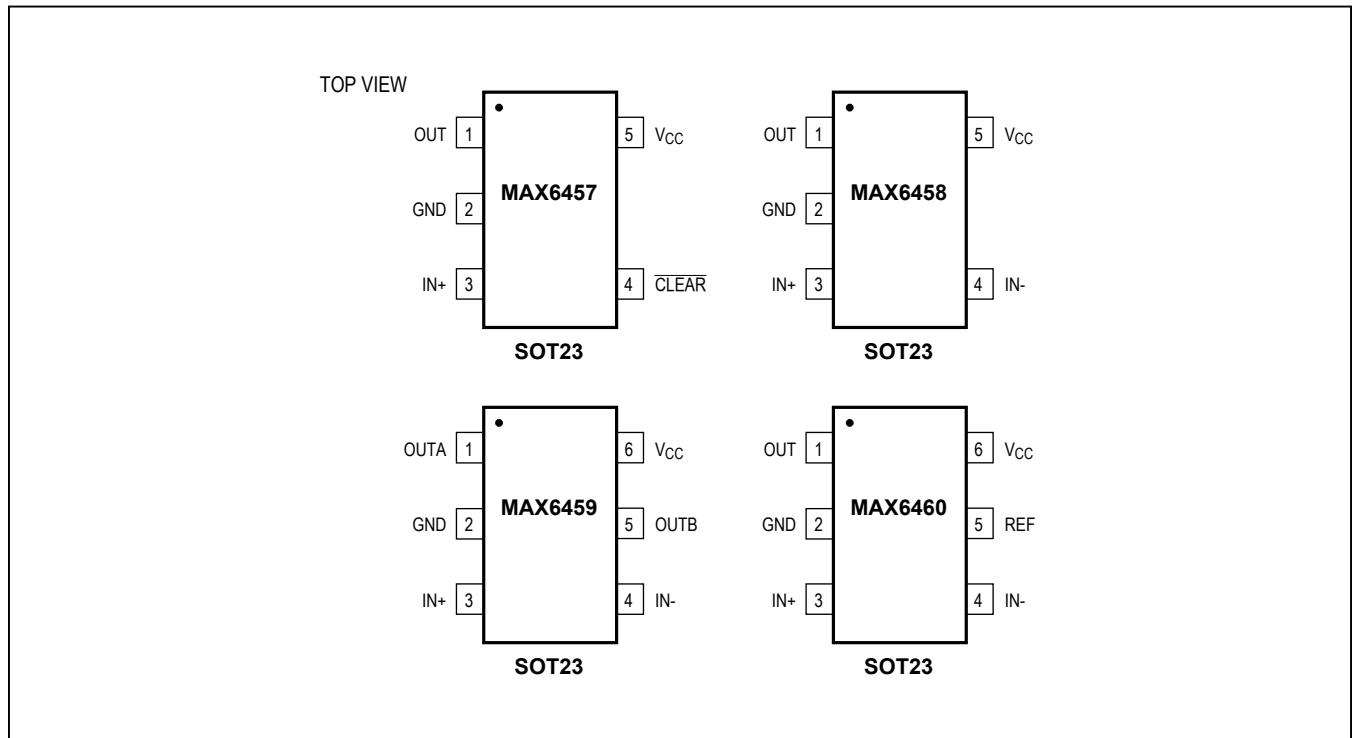 TOP VIEW
OUT 1
GND 2
IN+ 3
MAX6457
5 VCC
4 CLEAR
SOT23
OUT 1
GND 2
IN+ 3
MAX6458
5 VCC
4 IN-
SOT23
OUTA 1
GND 2
IN+ 3
MAX6459
6 VCC
5 OUTB
4 IN-
SOT23
OUT 1
GND 2
IN+ 3
MAX6460
6 VCC
5 REF
4 IN-
SOT23